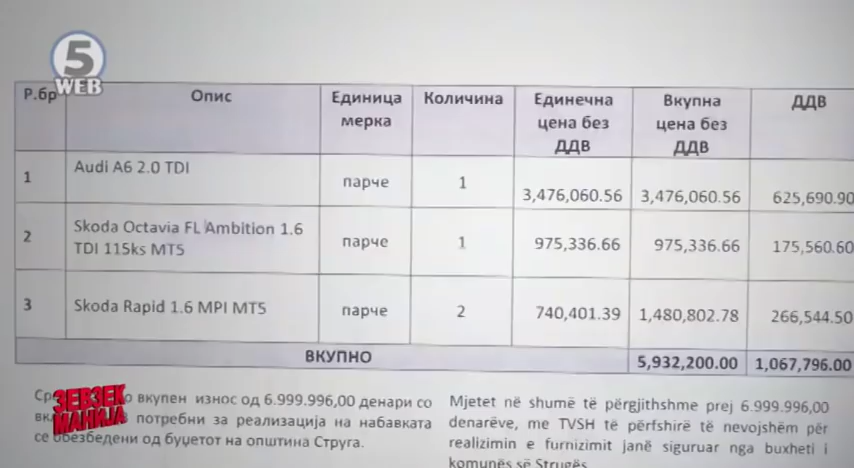 5
WEB
Р.бр Опис Единица мерка Количина Единечна цена без ДДВ Вкупна цена без ДДВ ДДВ
1 Audi A6 2.0 TDI парче 1 3,476,060.56 3,476,060.56 625,690.90
2 Skoda Octavia FL Ambition 1.6 TDI 115ks MT5 парче 1 975,336.66 975,336.66 175,560.60
3 Skoda Rapid 1.6 MPI MT5 парче 2 740,401.39 1,480,802.78 266,544.50
ВКУПНО 5,932,200.00 1,067,796.00
вкупен износ од 6.999.996,00 денари со
потребни за реализација на набавката
се обезбедени од буџетот на општина Струга.
ЗЕВЗЕК
МАНИЈА
Mjetet në shumë të përgjithshme prej 6.999.996,00
denarëve, me TVSH të përfshirë të nevojshëm për
realizimin e furnizimit janë siguruar nga buxheti i
komunës së Strugës